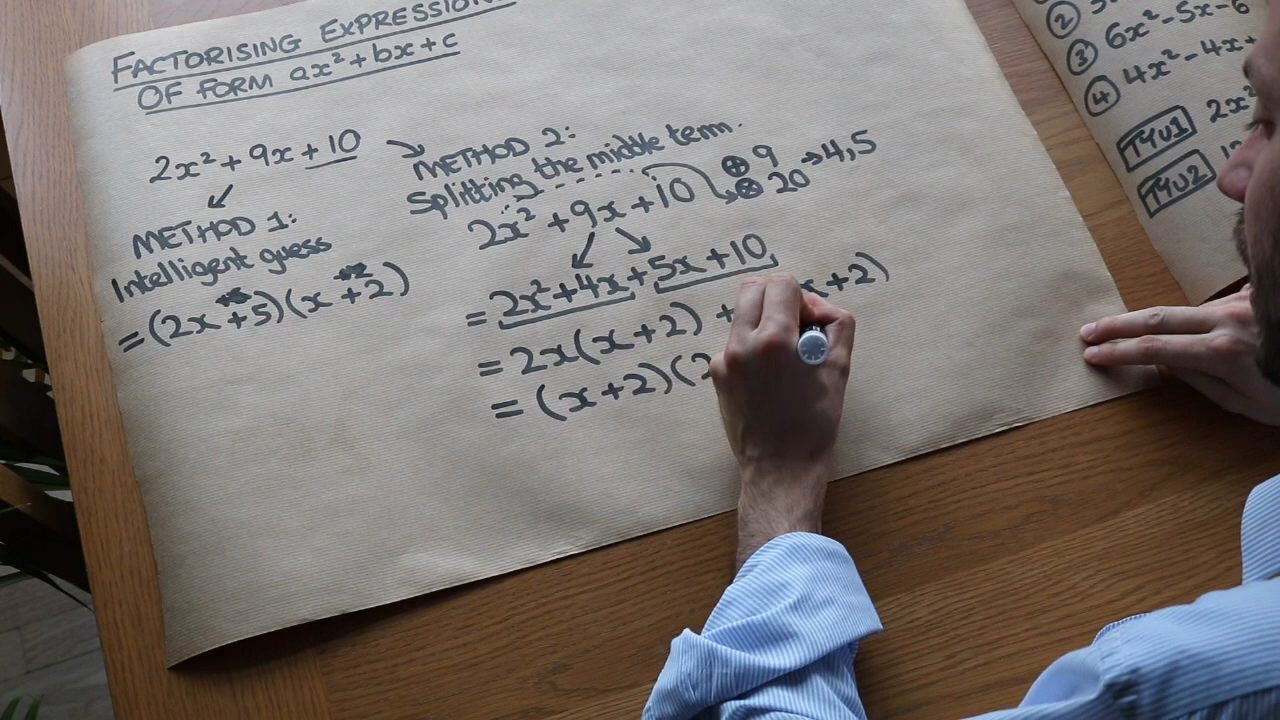 FACTORISING EXPRESSION
OF FORM ax²+bx+c
2x²+9x+10
METHOD 1:
Intelligent guess
=(2x+5)(x+2)
METHOD 2:
Splitting the middle term.
⊕ 9
⊗ 20 → 4,5
2x²+9x+10
= 2x²+4x+5x+10
= 2x(x+2) + x+2)
= (x+2)(2
②
③ 6x²-5x-6
④ 4x²-4x+
TYU1 2x²
TYU2